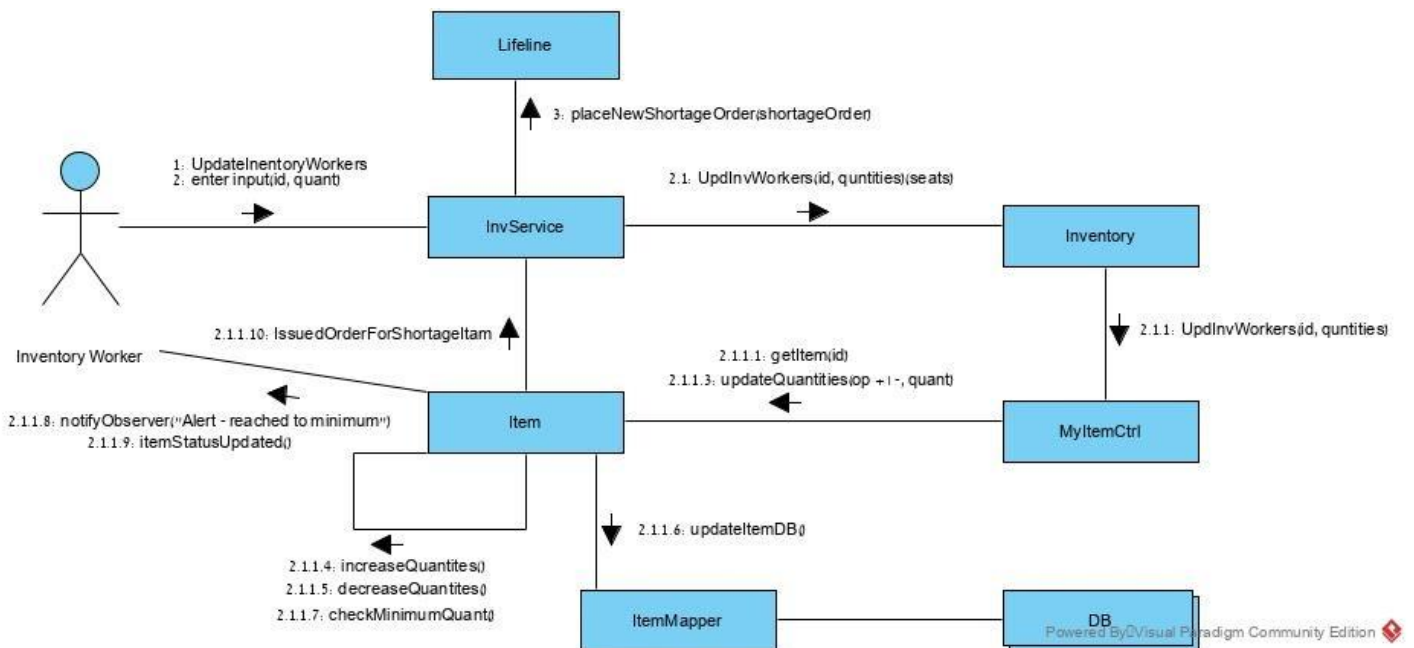 Lifeline
3: placeNewShortageOrder(shortageOrder)
1: UpdateInentoryWorkers
2: enter input(id, quant)
2.1: UpdInvWorkers(id, quntities)(seats)
InvService
Inventory
2.1.1.10: IssuedOrderForShortageItam
2.1.1: UpdInvWorkers(id, quntities)
Inventory Worker
2.1.1.1: getItem(id)
2.1.1.3: updateQuantities(op +|-, quant)
2.1.1.8: notifyObserver("Alert - reached to minimum")
2.1.1.9: itemStatusUpdated()
Item
MyItemCtrl
2.1.1.6: updateItemDB()
2.1.1.4: increaseQuantites()
2.1.1.5: decreaseQuantites()
2.1.1.7: checkMinimumQuant()
ItemMapper
DB
Powered By Visual Paradigm Community Edition